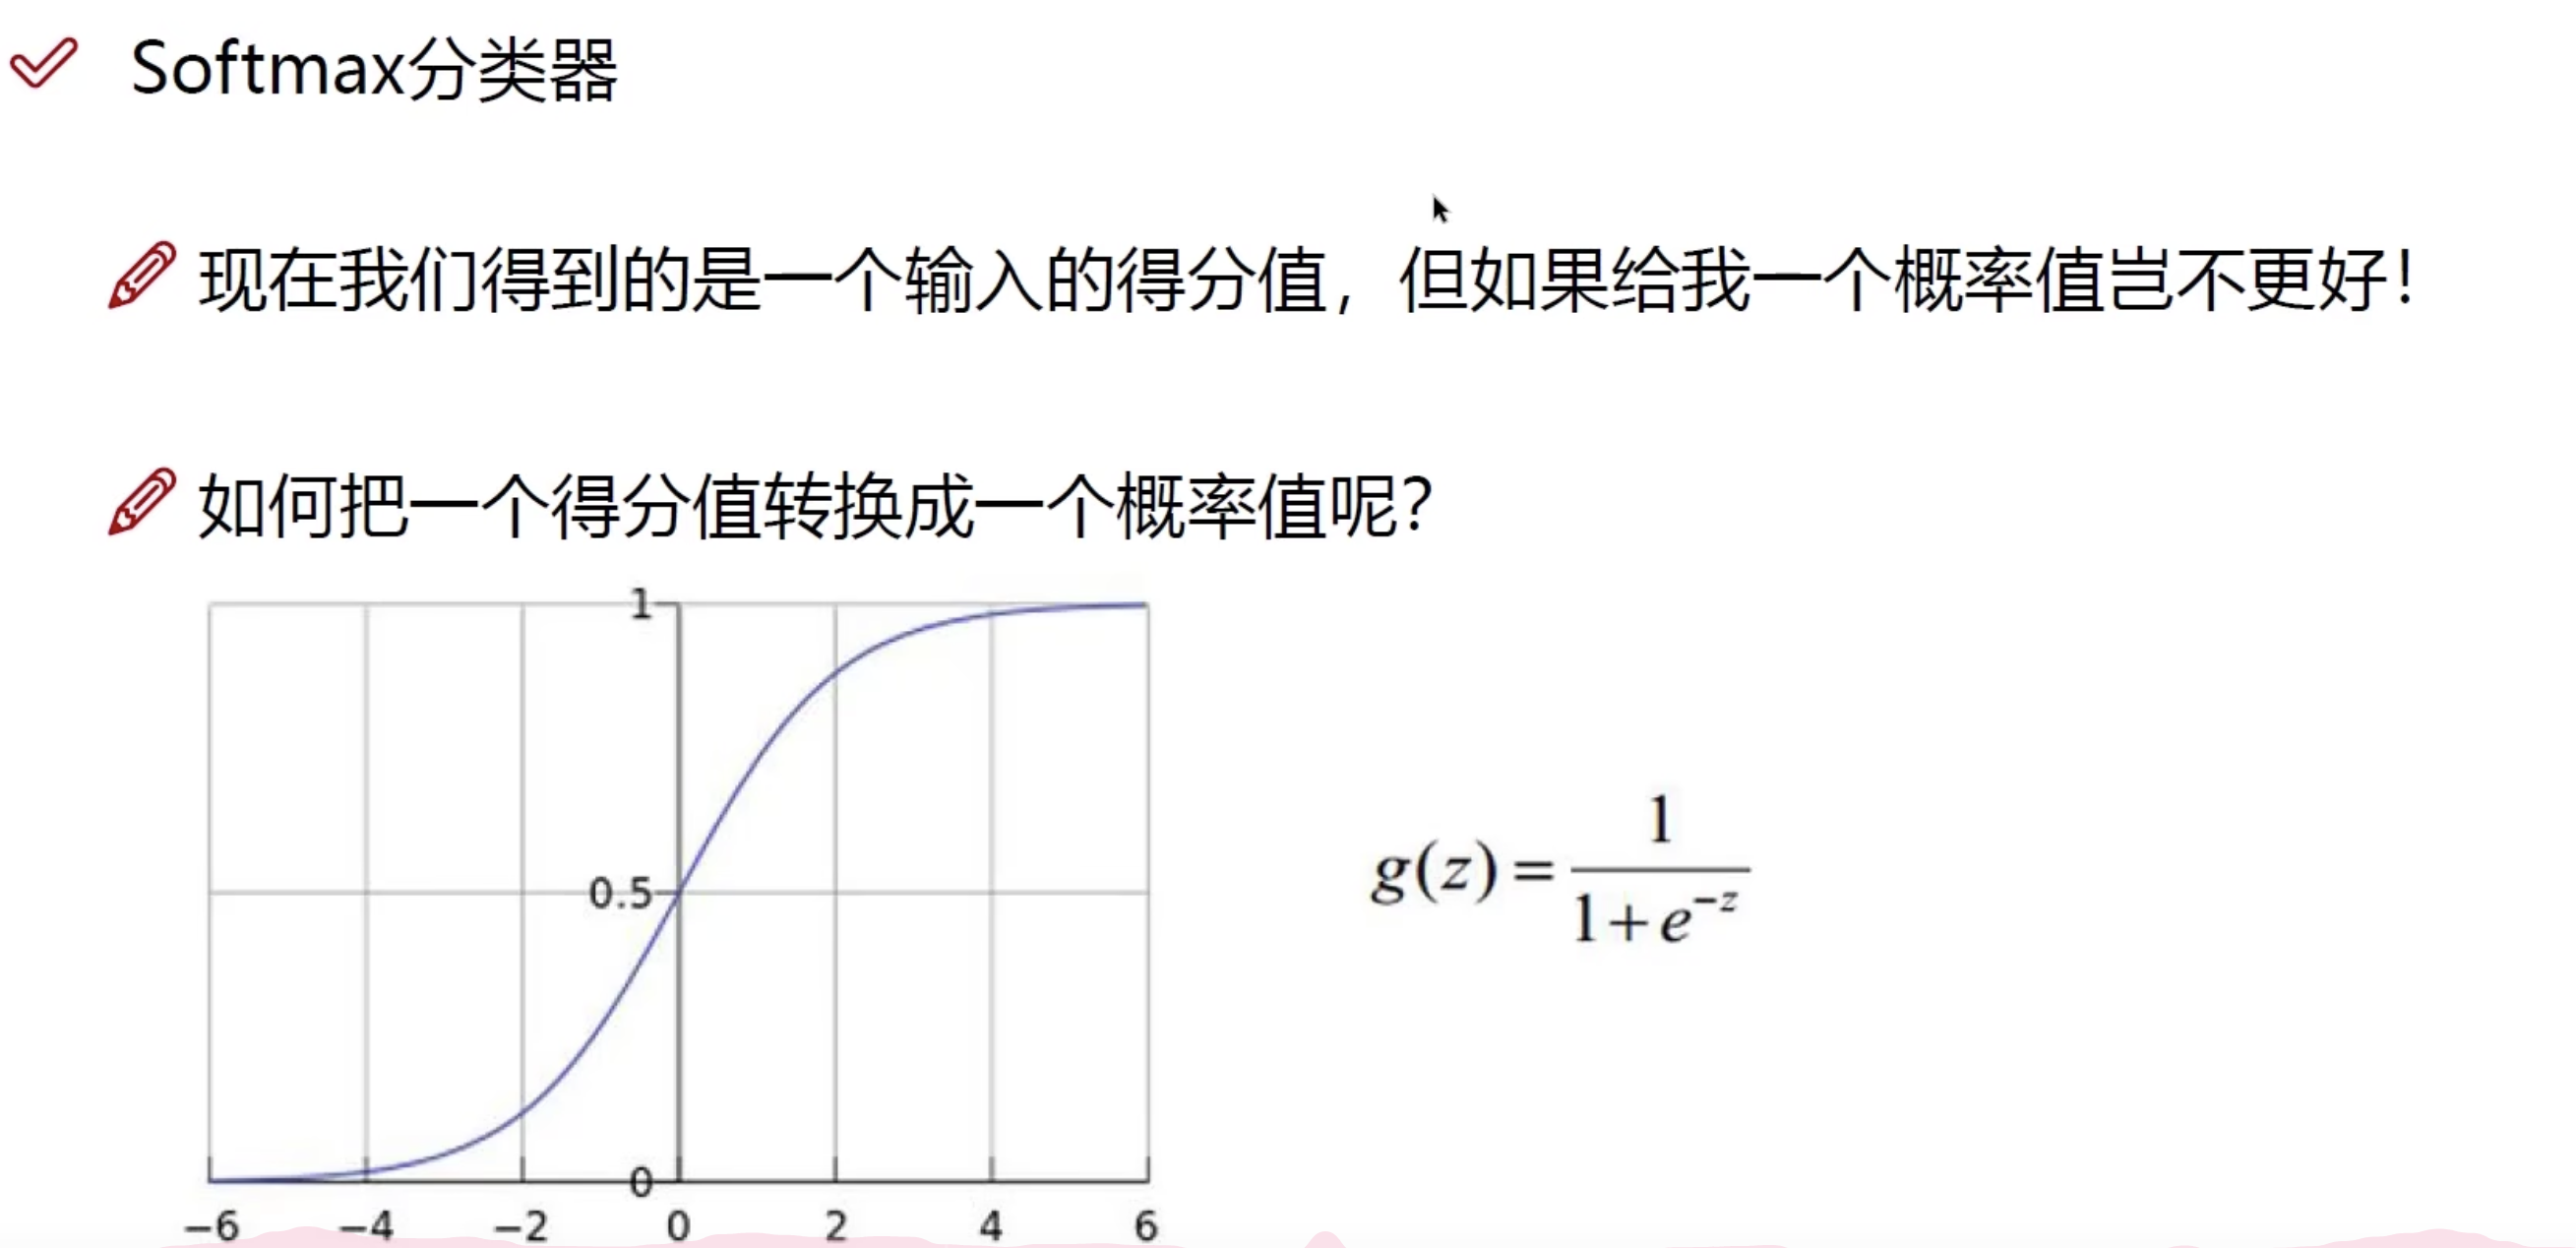 Softmax分类器
现在我们得到的是一个输入的得分值，但如果给我一个概率值岂不更好！
如何把一个得分值转换成一个概率值呢？
1
0.5
0
−6 −4 −2 0 2 4 6
g(z) = 1 / (1 + e^{−z})